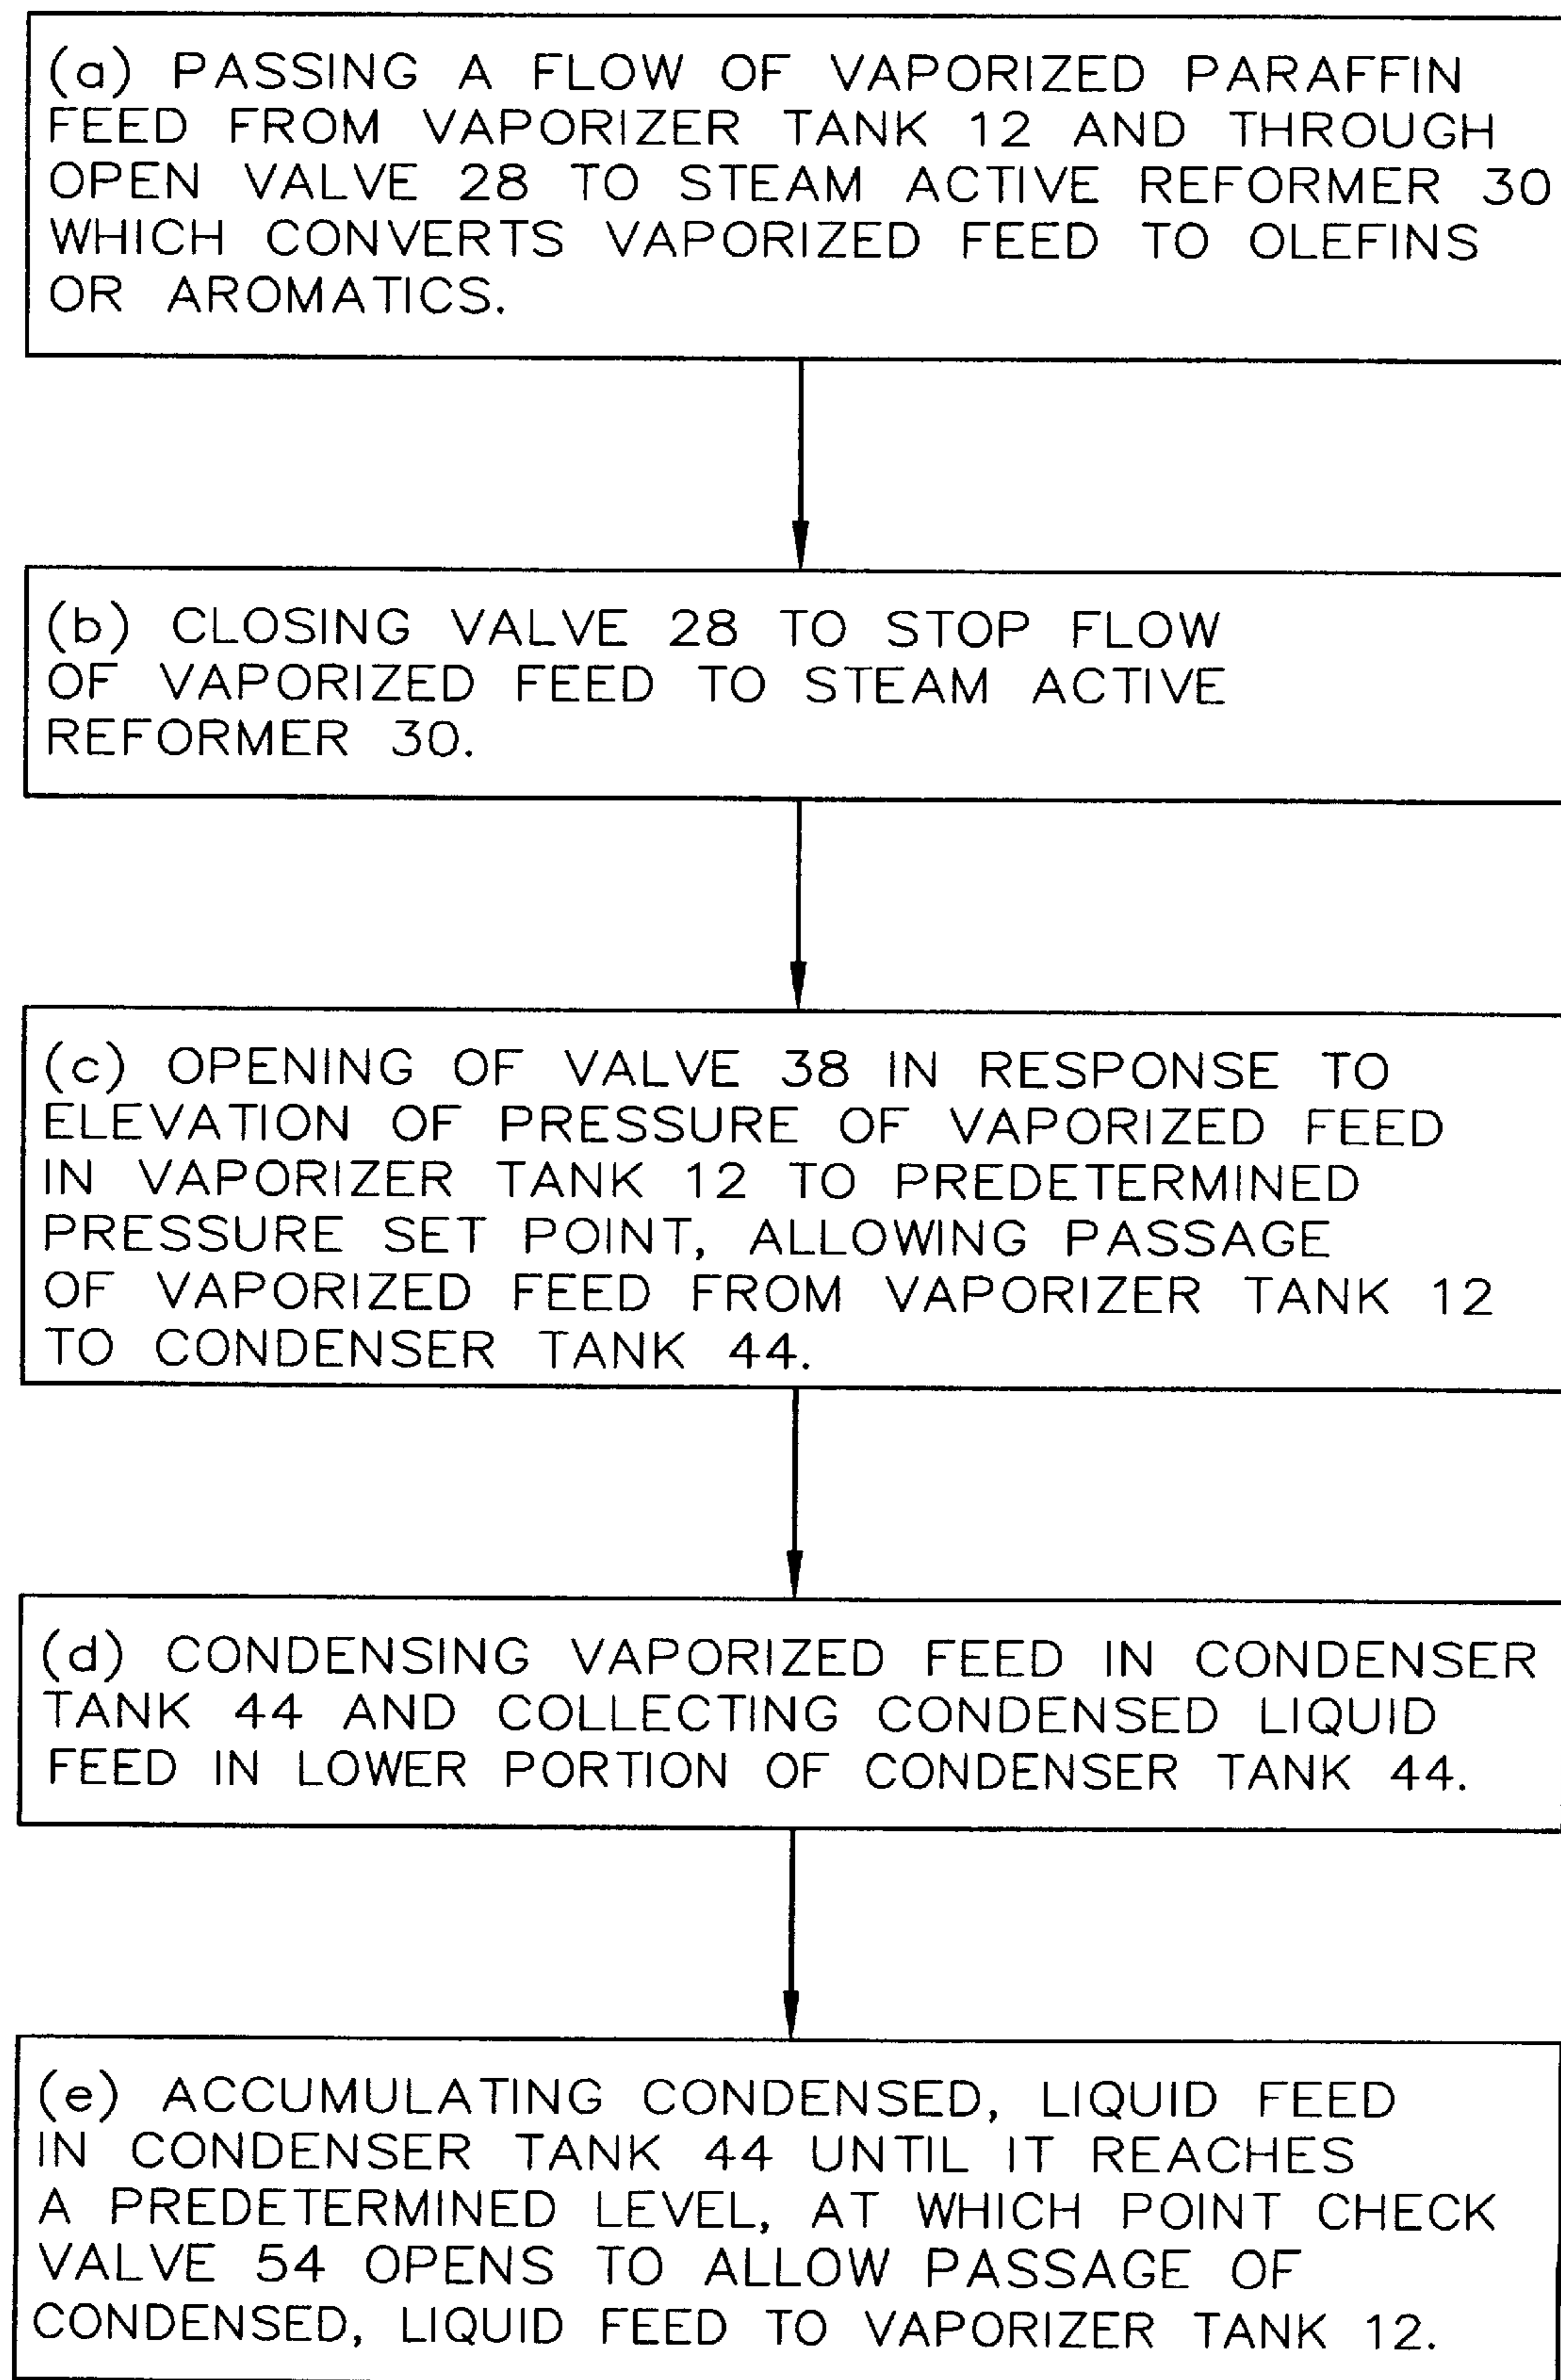 (a) PASSING A FLOW OF VAPORIZED PARAFFIN
FEED FROM VAPORIZER TANK 12 AND THROUGH
OPEN VALVE 28 TO STEAM ACTIVE REFORMER 30
WHICH CONVERTS VAPORIZED FEED TO OLEFINS
OR AROMATICS.
(b) CLOSING VALVE 28 TO STOP FLOW
OF VAPORIZED FEED TO STEAM ACTIVE
REFORMER 30.
(c) OPENING OF VALVE 38 IN RESPONSE TO
ELEVATION OF PRESSURE OF VAPORIZED FEED
IN VAPORIZER TANK 12 TO PREDETERMINED
PRESSURE SET POINT, ALLOWING PASSAGE
OF VAPORIZED FEED FROM VAPORIZER TANK 12
TO CONDENSER TANK 44.
(d) CONDENSING VAPORIZED FEED IN CONDENSER
TANK 44 AND COLLECTING CONDENSED LIQUID
FEED IN LOWER PORTION OF CONDENSER TANK 44.
(e) ACCUMULATING CONDENSED, LIQUID FEED
IN CONDENSER TANK 44 UNTIL IT REACHES
A PREDETERMINED LEVEL, AT WHICH POINT CHECK
VALVE 54 OPENS TO ALLOW PASSAGE OF
CONDENSED, LIQUID FEED TO VAPORIZER TANK 12.